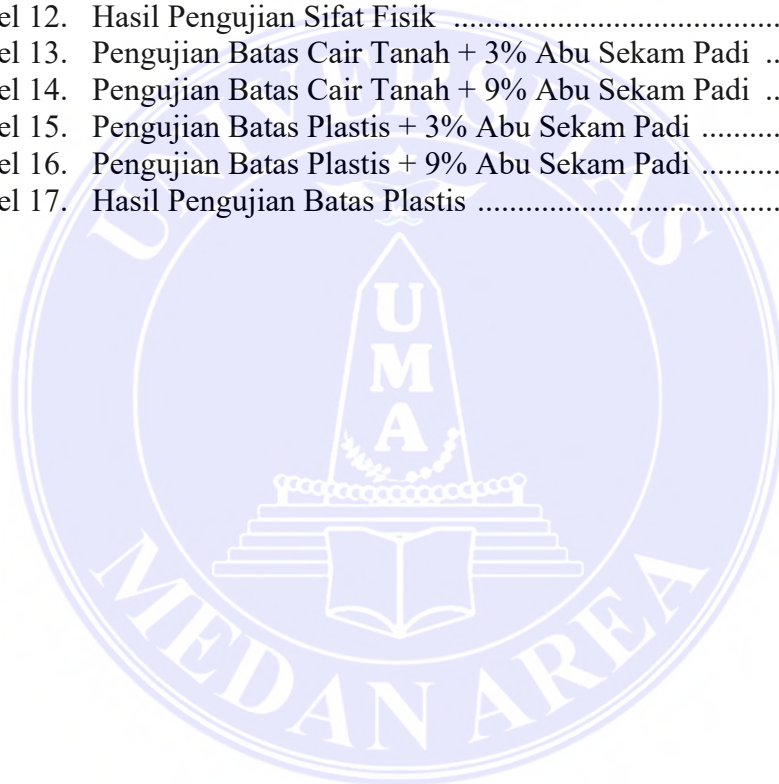 el 12. Hasil Pengujian Sifat Fisik ..........................................
el 13. Pengujian Batas Cair Tanah + 3% Abu Sekam Padi ..
el 14. Pengujian Batas Cair Tanah + 9% Abu Sekam Padi ..
el 15. Pengujian Batas Plastis + 3% Abu Sekam Padi ..........
el 16. Pengujian Batas Plastis + 9% Abu Sekam Padi ..........
el 17. Hasil Pengujian Batas Plastis .......................................
UNIVERSITAS
U
M
A
MEDAN AREA